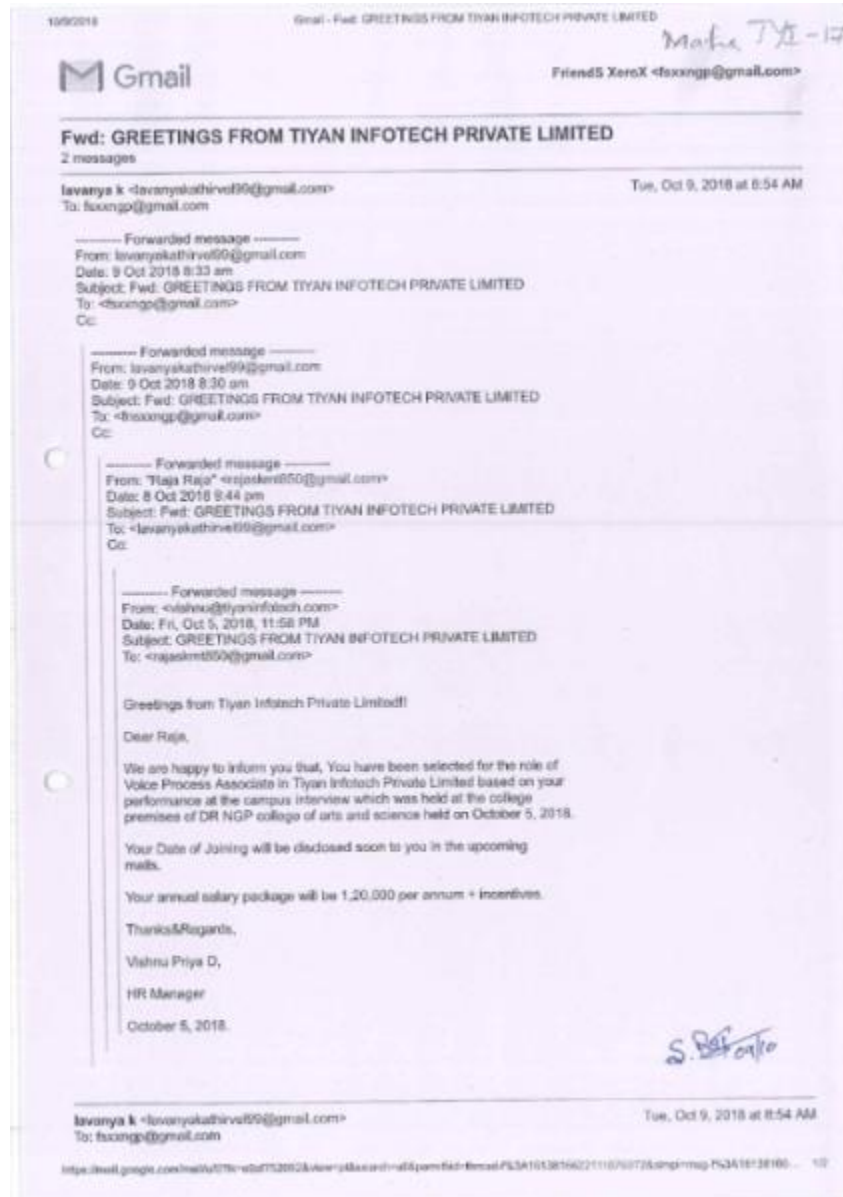 10/9/2018 Gmail - Fwd: GREETINGS FROM TIYAN INFOTECH PRIVATE LIMITED
Gmail
FriendS XeroX <fsxxngp@gmail.com>
Fwd: GREETINGS FROM TIYAN INFOTECH PRIVATE LIMITED
2 messages
lavanya k <lavanyakathirvel99@gmail.com> Tue, Oct 9, 2018 at 8:54 AM
To: fsxxngp@gmail.com
---------- Forwarded message ----------
From: lavanyakathirvel99@gmail.com
Date: 9 Oct 2018 8:33 am
Subject: Fwd: GREETINGS FROM TIYAN INFOTECH PRIVATE LIMITED
To: <fsxxngp@gmail.com>
Cc:
---------- Forwarded message ----------
From: lavanyakathirvel99@gmail.com
Date: 9 Oct 2018 8:30 am
Subject: Fwd: GREETINGS FROM TIYAN INFOTECH PRIVATE LIMITED
To:
Cc:
---------- Forwarded message ----------
From: "Raja Raja"
Date: 8 Oct 2018 9:44 pm
Subject: Fwd: GREETINGS FROM TIYAN INFOTECH PRIVATE LIMITED
To: <lavanyakathirvel99@gmail.com>
Cc:
---------- Forwarded message ----------
From: <vishnu@tiyaninfotech.com>
Date: Fri, Oct 5, 2018, 11:58 PM
Subject: GREETINGS FROM TIYAN INFOTECH PRIVATE LIMITED
To:
Greetings from Tiyan Infotech Private Limited!!
Dear Raja,
We are happy to inform you that, You have been selected for the role of
Voice Process Associate in Tiyan Infotech Private Limited based on your
performance at the campus interview which was held at the college
premises of DR NGP college of arts and science held on October 5, 2018.
Your Date of Joining will be disclosed soon to you in the upcoming
mails.
Your annual salary package will be 1,20,000 per annum + incentives.
Thanks&Regards,
Vishnu Priya D,
HR Manager
October 5, 2018.
lavanya k <lavanyakathirvel99@gmail.com> Tue, Oct 9, 2018 at 8:54 AM
To: fsxxngp@gmail.com
1/2